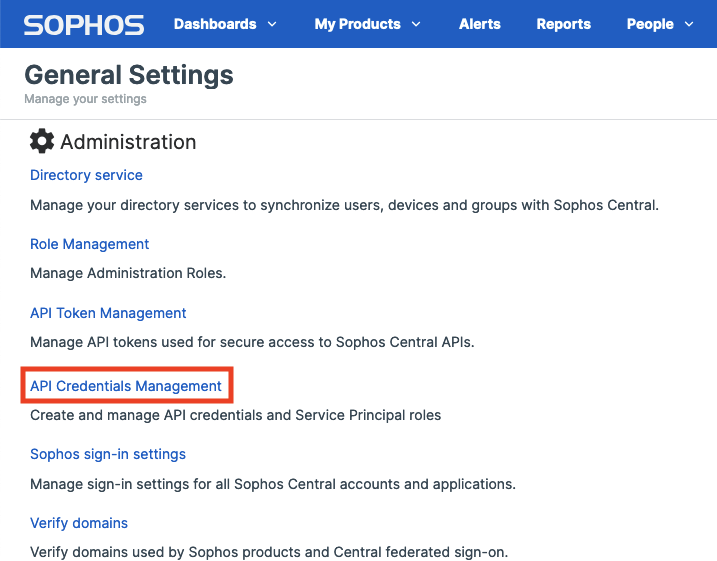 SOPHOS Dashboards My Products Alerts Reports People
General Settings
Manage your settings
Administration
Directory service
Manage your directory services to synchronize users, devices and groups with Sophos Central.
Role Management
Manage Administration Roles.
API Token Management
Manage API tokens used for secure access to Sophos Central APIs.
API Credentials Management
Create and manage API credentials and Service Principal roles
Sophos sign-in settings
Manage sign-in settings for all Sophos Central accounts and applications.
Verify domains
Verify domains used by Sophos products and Central federated sign-on.